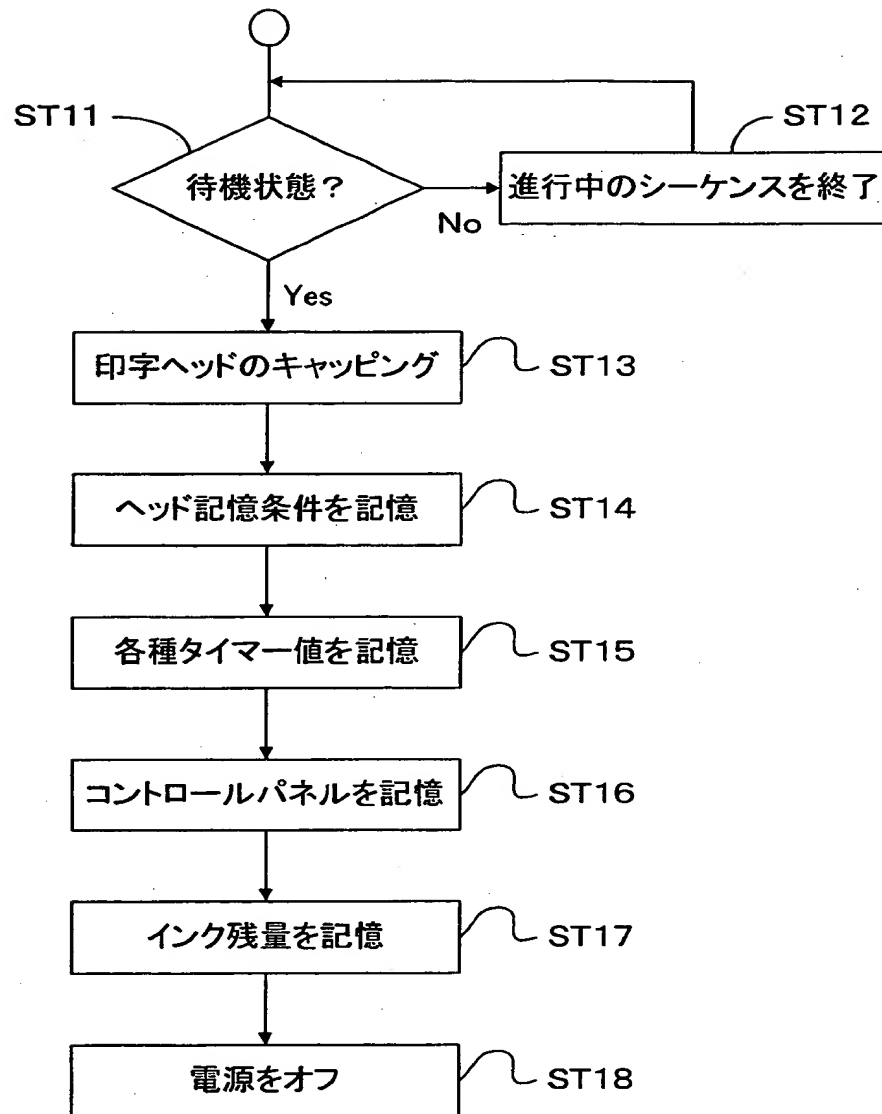 ST11
ST12
待機状態？
進行中のシーケンスを終了
No
Yes
印字ヘッドのキャッピング
ST13
ヘッド記憶条件を記憶
ST14
各種タイマー値を記憶
ST15
コントロールパネルを記憶
ST16
インク残量を記憶
ST17
電源をオフ
ST18